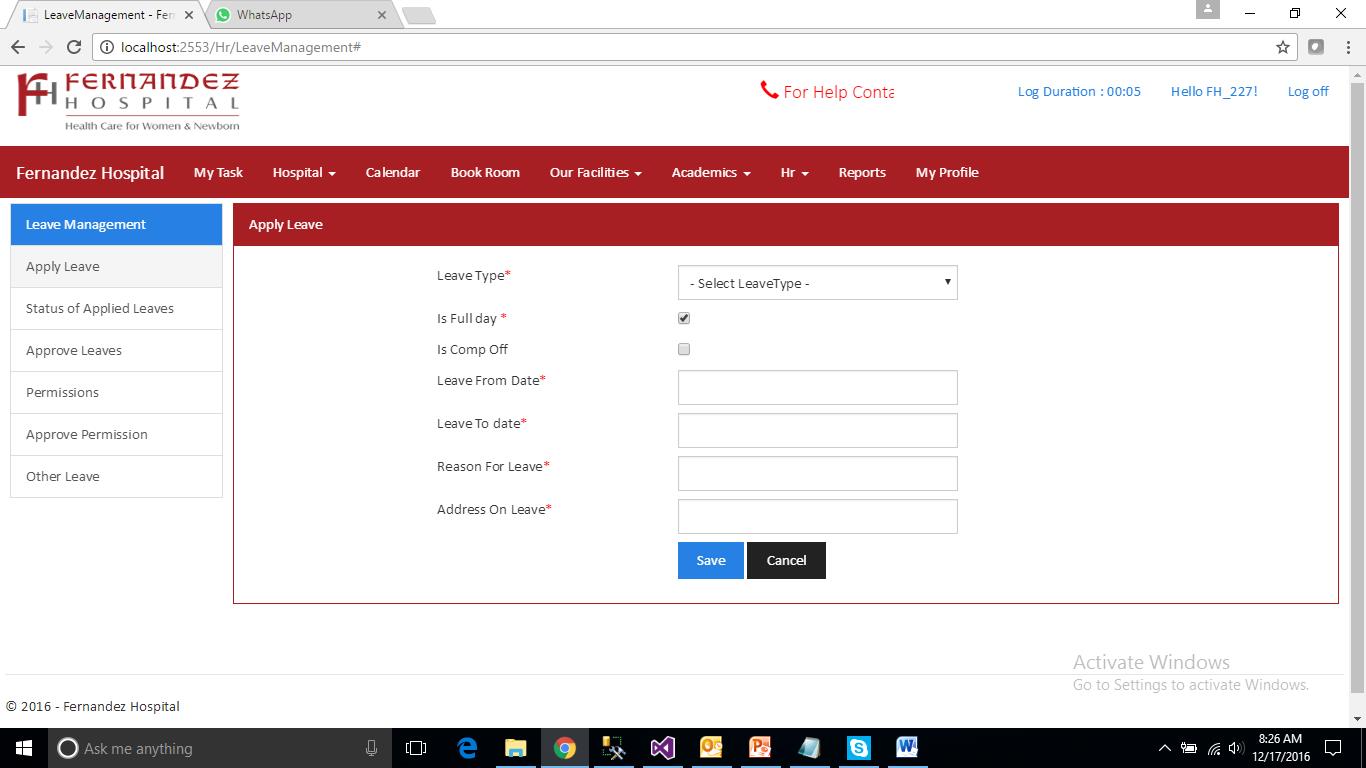 LeaveManagement - Fer
WhatsApp
localhost:2553/Hr/LeaveManagement#
FERNANDEZ
HOSPITAL
Health Care for Women & Newborn
For Help Conta
Log Duration : 00:05
Hello FH_227!
Log off
Fernandez Hospital
My Task
Hospital
Calendar
Book Room
Our Facilities
Academics
Hr
Reports
My Profile
Leave Management
Apply Leave
Status of Applied Leaves
Approve Leaves
Permissions
Approve Permission
Other Leave
Apply Leave
Leave Type*
- Select LeaveType -
Is Full day *
Is Comp Off
Leave From Date*
Leave To date*
Reason For Leave*
Address On Leave*
Save
Cancel
Activate Windows
Go to Settings to activate Windows.
© 2016 - Fernandez Hospital
Ask me anything
8:26 AM
12/17/2016